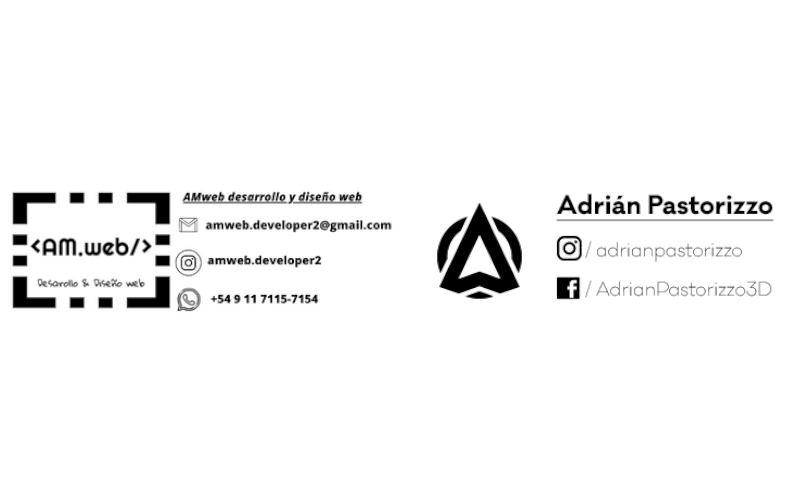 <AM.web/>
Desarollo & Diseño web
AMweb desarrollo y diseño web
amweb.developer2@gmail.com
amweb.developer2
+54 9 11 7115-7154
Adrián Pastorizzo
/ adrianpastorizzo
/ AdrianPastorizzo3D